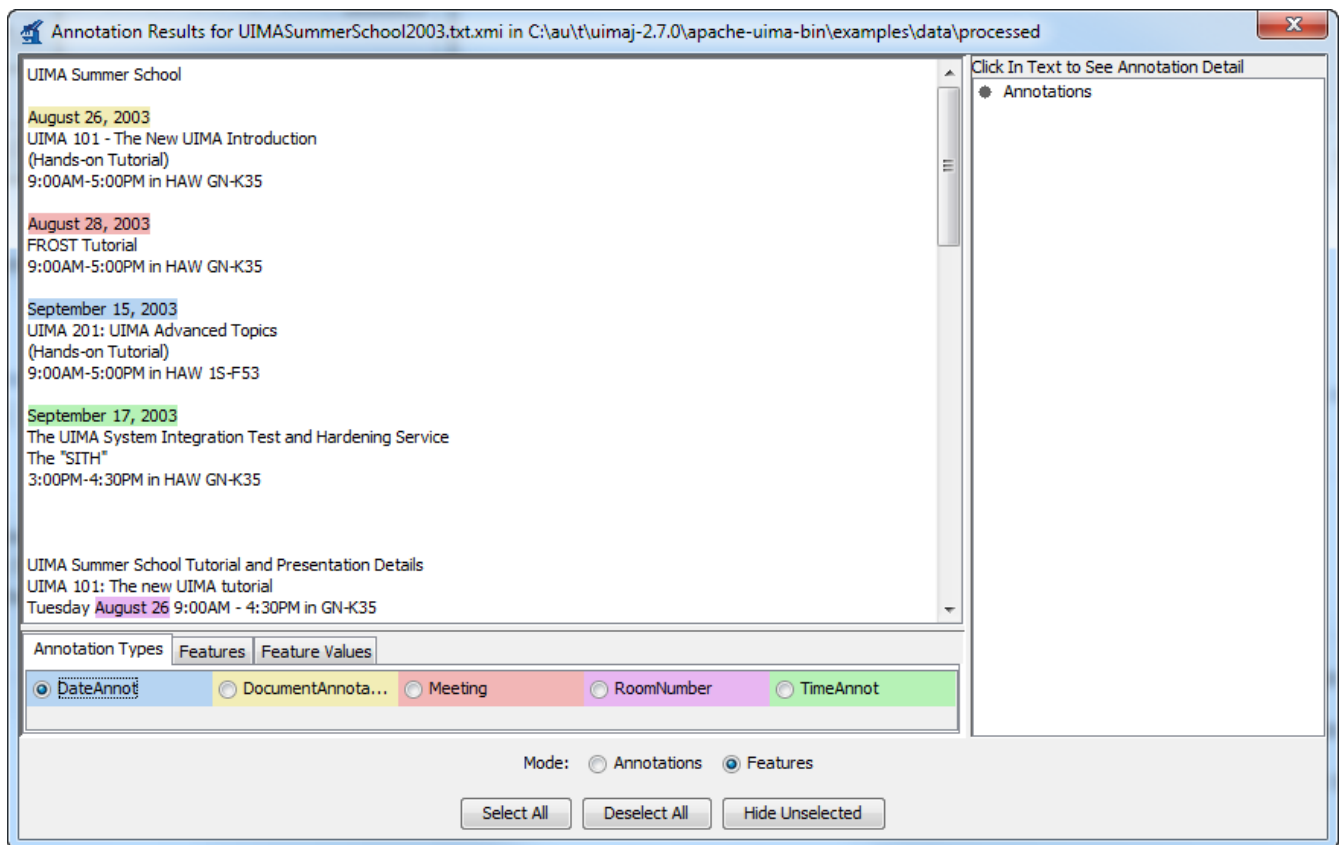 Annotation Results for UIMASummerSchool2003.txt.xmi in C:\au\t\uimaj-2.7.0\apache-uima-bin\examples\data\processed
UIMA Summer School
August 26, 2003
UIMA 101 - The New UIMA Introduction
(Hands-on Tutorial)
9:00AM-5:00PM in HAW GN-K35
August 28, 2003
FROST Tutorial
9:00AM-5:00PM in HAW GN-K35
September 15, 2003
UIMA 201: UIMA Advanced Topics
(Hands-on Tutorial)
9:00AM-5:00PM in HAW 1S-F53
September 17, 2003
The UIMA System Integration Test and Hardening Service
The "SITH"
3:00PM-4:30PM in HAW GN-K35
UIMA Summer School Tutorial and Presentation Details
UIMA 101: The new UIMA tutorial
Tuesday August 26 9:00AM - 4:30PM in GN-K35
Click In Text to See Annotation Detail
Annotations
Annotation Types Features Feature Values
DateAnnot DocumentAnnota... Meeting RoomNumber TimeAnnot
Mode: Annotations Features
Select All Deselect All Hide Unselected